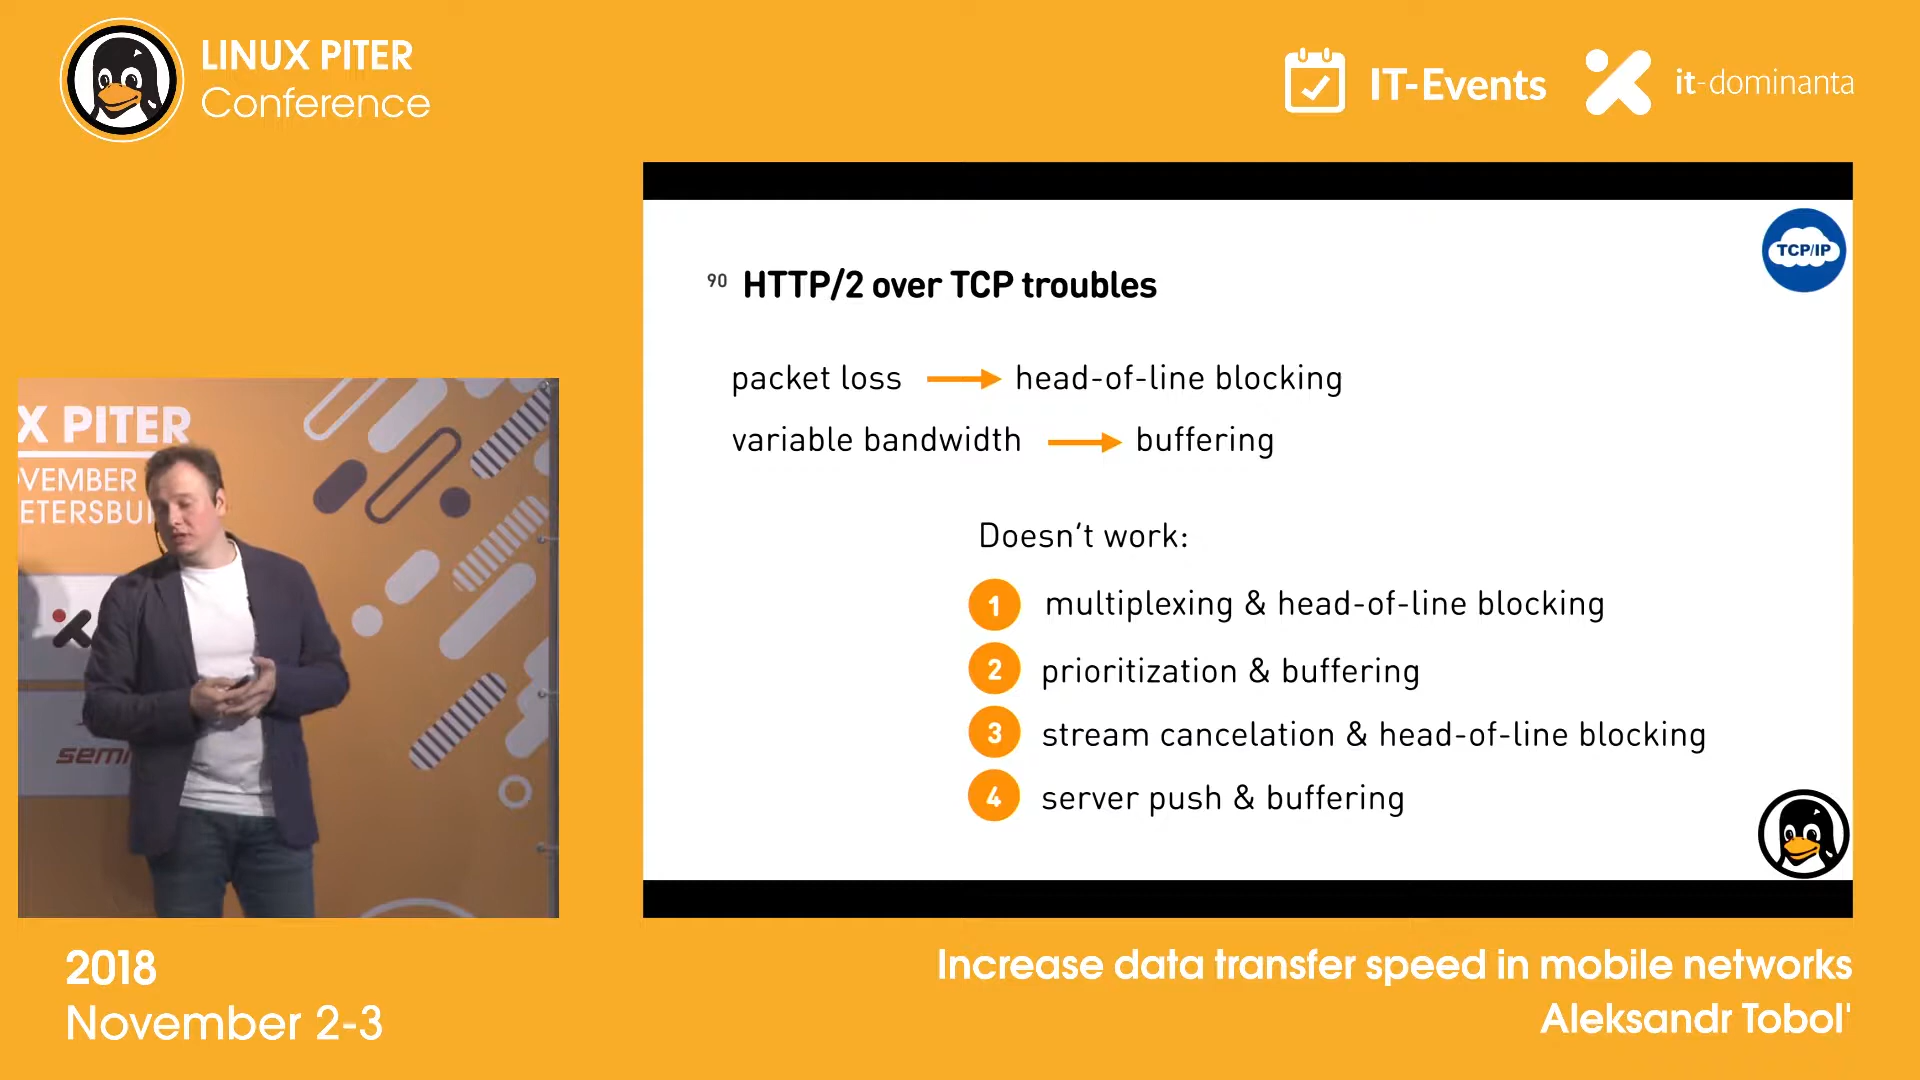 LINUX PITER
Conference
IT-Events
it-dominanta
TCP/IP
90 HTTP/2 over TCP troubles
packet loss → head-of-line blocking
variable bandwidth → buffering
Doesn't work:
1 multiplexing & head-of-line blocking
2 prioritization & buffering
3 stream cancelation & head-of-line blocking
4 server push & buffering
X PITER
VEMBER
ETERSBU
semr
2018
November 2-3
Increase data transfer speed in mobile networks
Aleksandr Tobol'